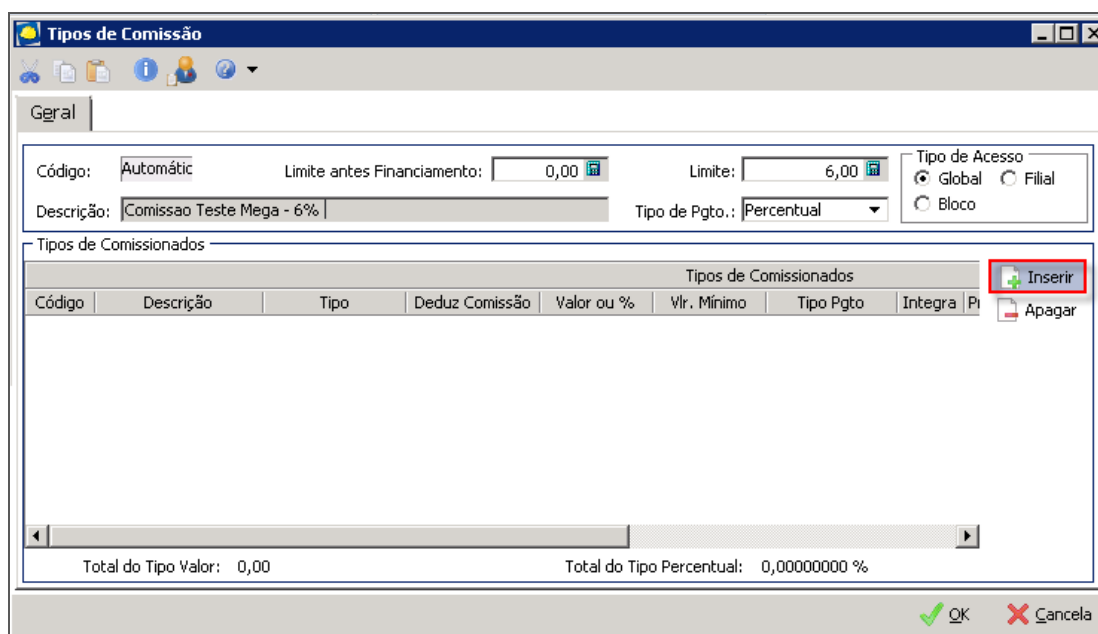 Tipos de Comissão
Geral
Código: Automátic Limite antes Financiamento: 0,00 Limite: 6,00 Tipo de Acesso
Global Filial
Descrição: Comissao Teste Mega - 6% Tipo de Pgto.: Percentual Bloco
Tipos de Comissionados
Tipos de Comissionados Inserir
Código Descrição Tipo Deduz Comissão Valor ou % Vlr. Mínimo Tipo Pgto Integra Pr Apagar
Total do Tipo Valor: 0,00 Total do Tipo Percentual: 0,00000000 %
OK Cancela